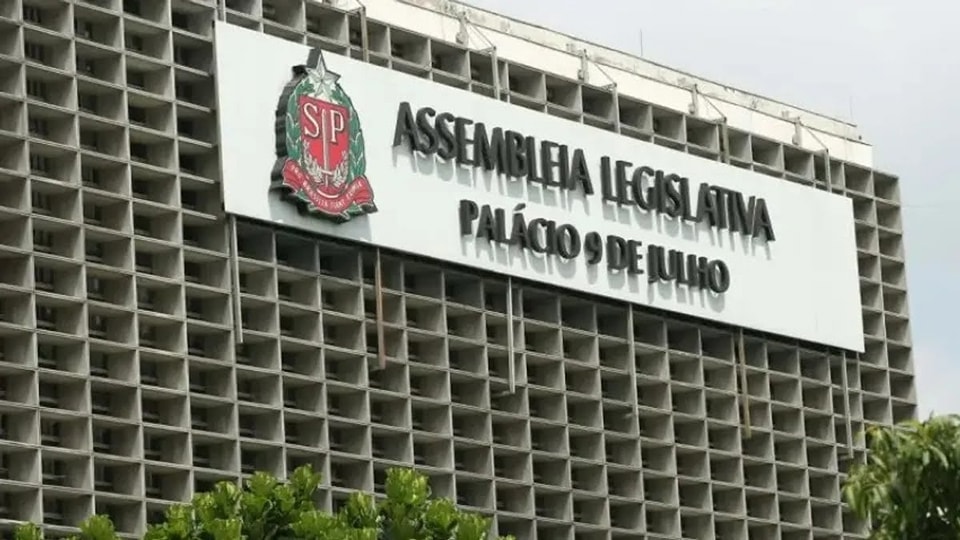 SP
ASSEMBLEIA LEGISLATIVA
PALÁCIO 9 DE JULHO